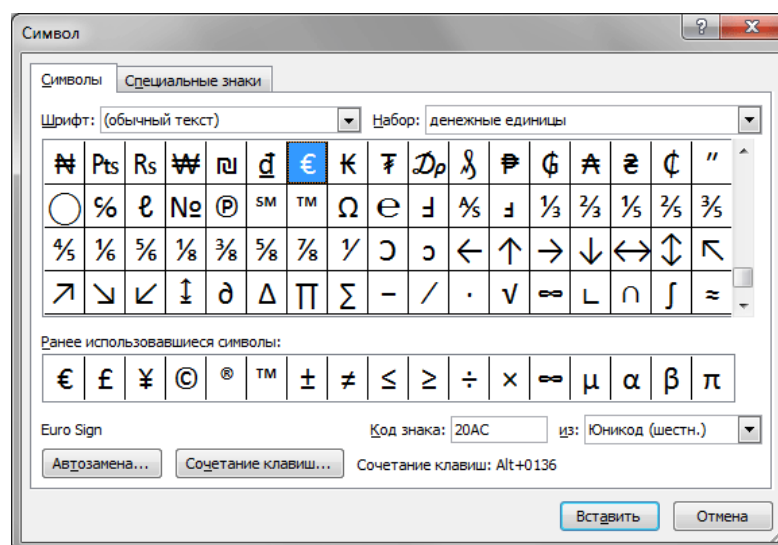 Символ
Символы Специальные знаки
Шрифт: (обычный текст) Набор: денежные единицы
₦ ₧ ₨ ₩ ₪ ₫ € ₭ ₮ ₯ ₰ ₱ ₲ ₳ ₴ ₵ ″
◯ ℅ ℓ № ℗ ℠ ™ Ω ℮ Ⅎ ⅍ ⅎ ⅓ ⅔ ⅕ ⅖ ⅗
⅘ ⅙ ⅚ ⅛ ⅜ ⅝ ⅞ ⅟ Ↄ ↄ ← ↑ → ↓ ↔ ↕ ↖
↗ ↘ ↙ ↨ ∂ ∆ ∏ ∑ − ∕ ∙ √ ∞ ∟ ∩ ∫ ≈
Ранее использовавшиеся символы:
€ £ ¥ © ® ™ ± ≠ ≤ ≥ ÷ × ∞ µ α β π
Euro Sign Код знака: 20AC из: Юникод (шестн.)
Автозамена... Сочетание клавиш... Сочетание клавиш: Alt+0136
Вставить Отмена